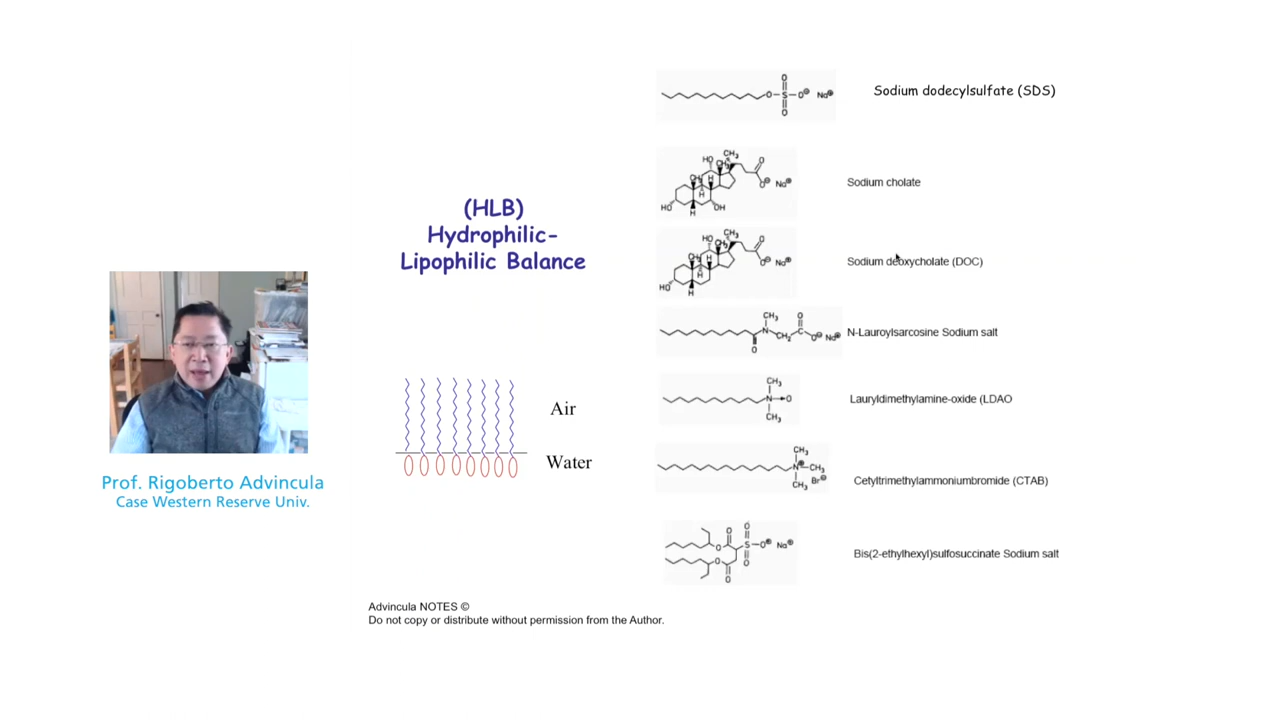 (HLB)
Hydrophilic-
Lipophilic Balance
Air
Water
Prof. Rigoberto Advincula
Case Western Reserve Univ.
Sodium dodecylsulfate (SDS)
Sodium cholate
Sodium deoxycholate (DOC)
N-Lauroylsarcosine Sodium salt
Lauryldimethylamine-oxide (LDAO
Cetyltrimethylammoniumbromide (CTAB)
Bis(2-ethylhexyl)sulfosuccinate Sodium salt
Advincula NOTES ©
Do not copy or distribute without permission from the Author.